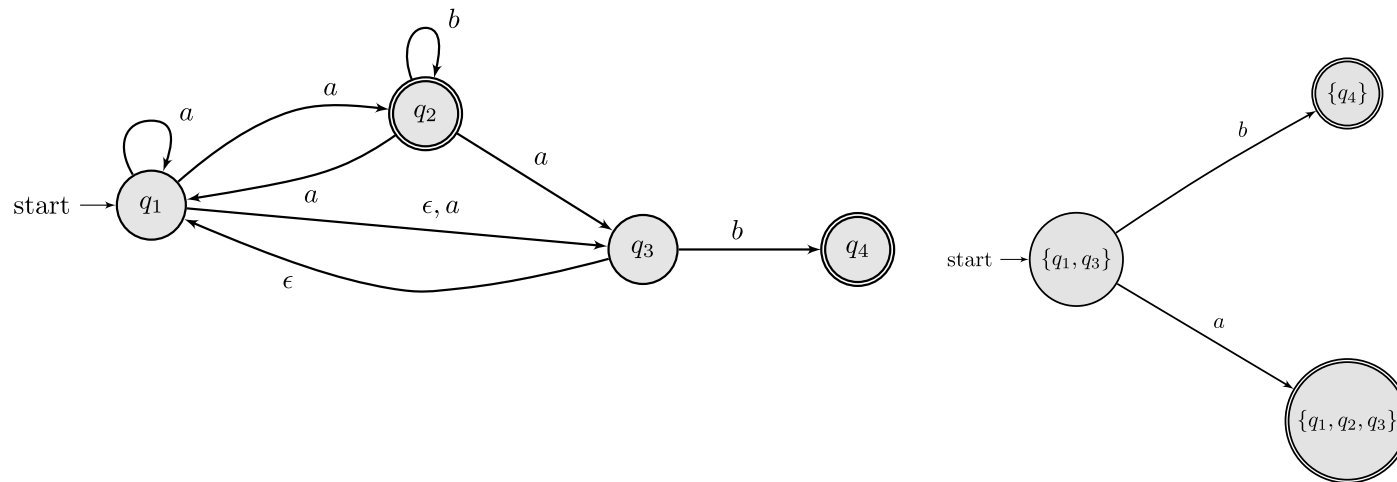 b
a
a
q₂
a
start
q₁
a
ϵ, a
q₃
b
q₄
ϵ
{q₄}
b
start
{q₁, q₃}
a
{q₁, q₂, q₃}